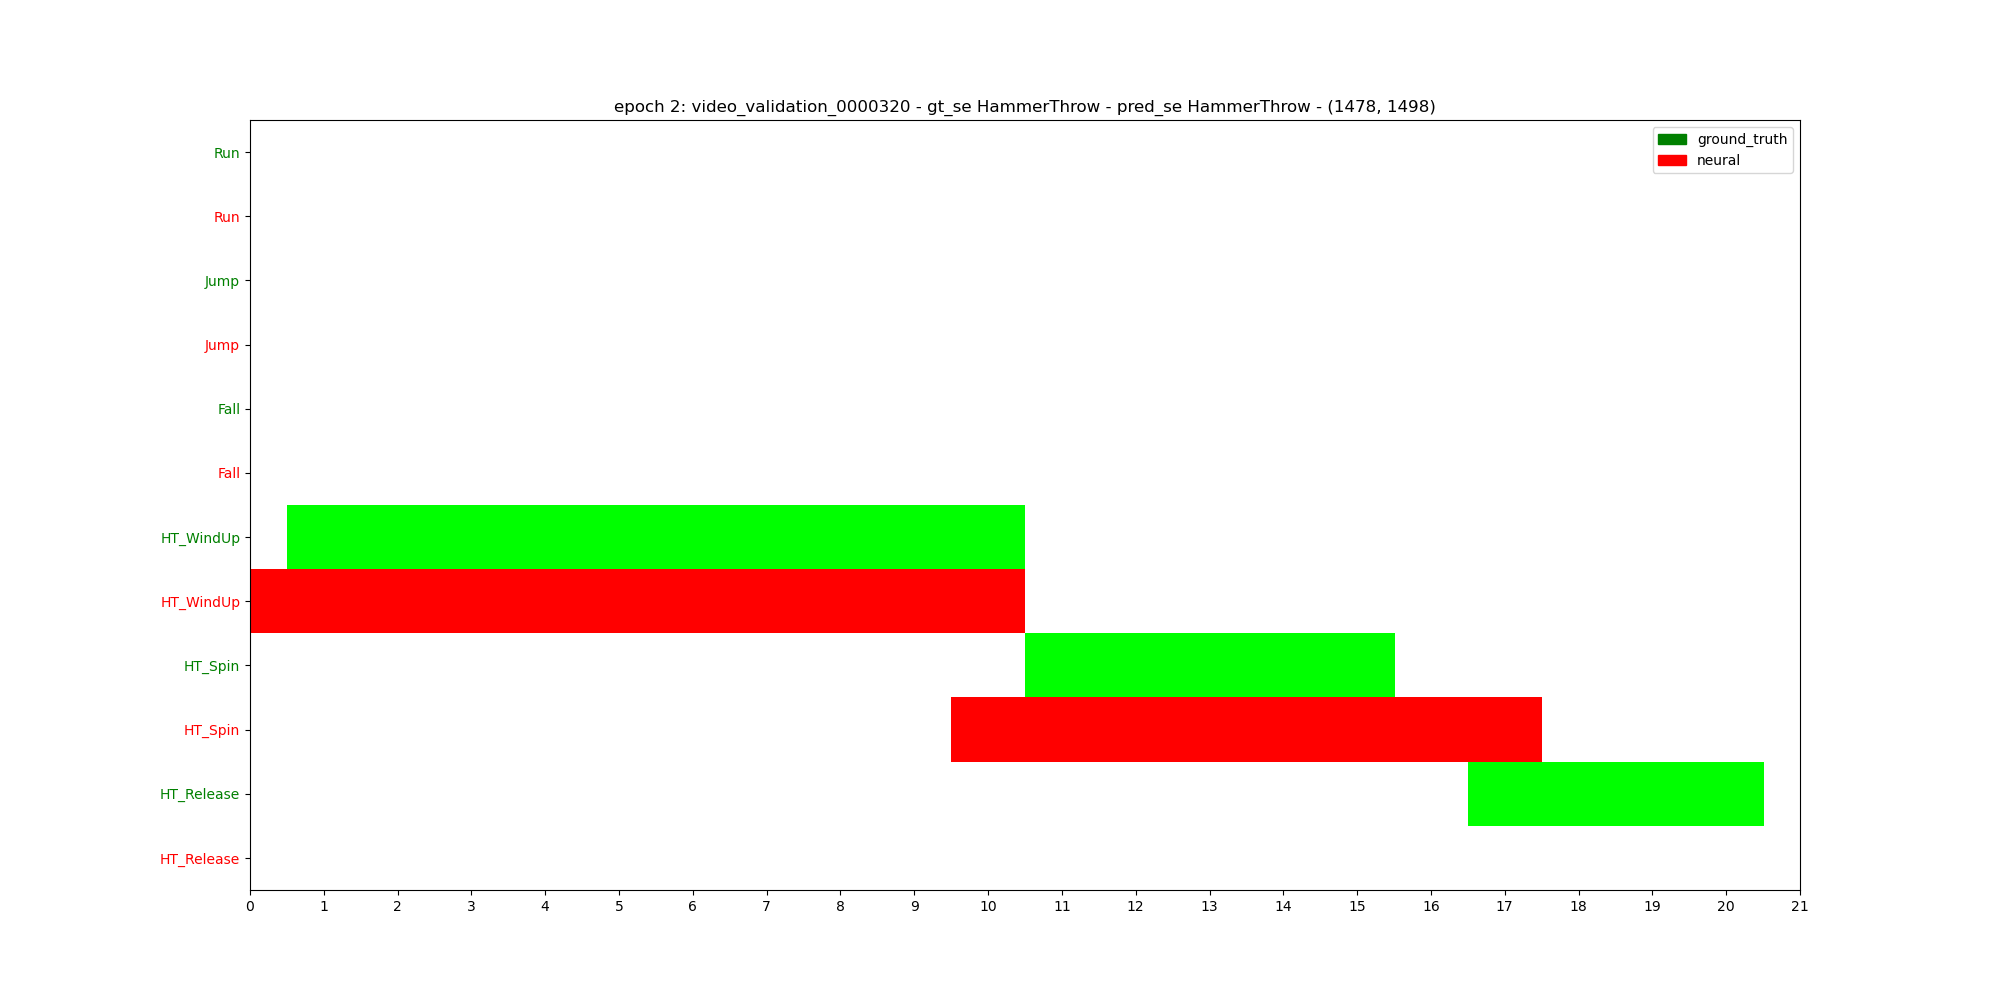 epoch 2: video_validation_0000320 - gt_se HammerThrow - pred_se HammerThrow - (1478, 1498)
ground_truth
neural
Run
Run
Jump
Jump
Fall
Fall
HT_WindUp
HT_WindUp
HT_Spin
HT_Spin
HT_Release
HT_Release
0 1 2 3 4 5 6 7 8 9 10 11 12 13 14 15 16 17 18 19 20 21